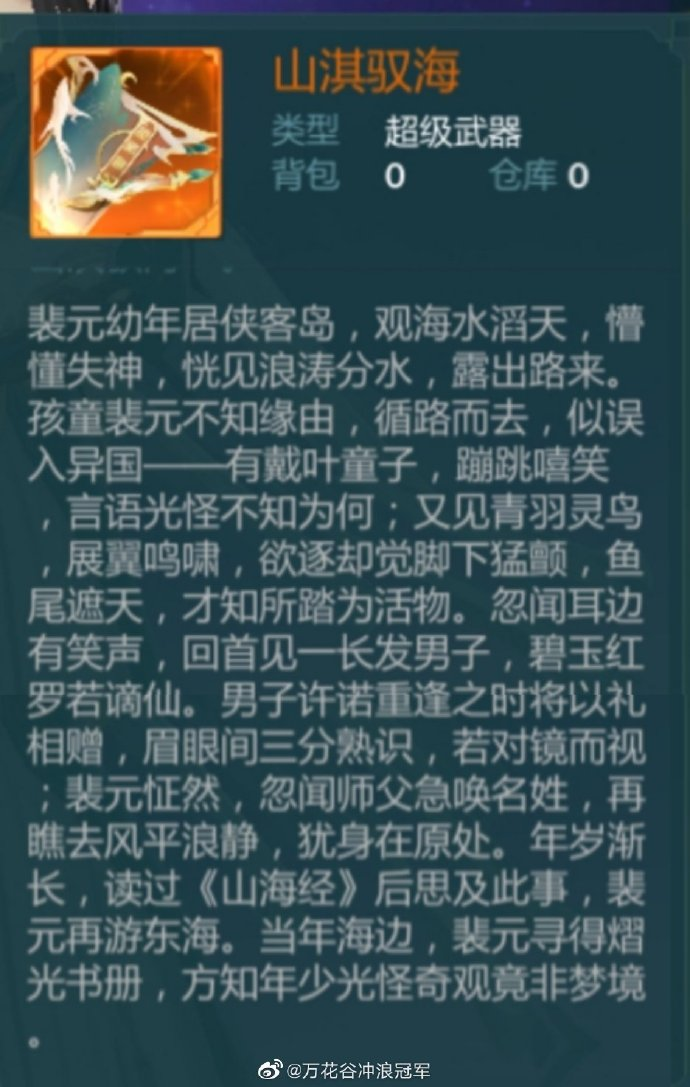 山淇驭海
类型 超级武器
背包 0 仓库 0
裴元幼年居侠客岛，观海水滔天，懵
懂失神，恍见浪涛分水，露出路来。
孩童裴元不知缘由，循路而去，似误
入异国——有戴叶童子，蹦跳嘻笑
，言语光怪不知为何；又见青羽灵鸟
，展翼鸣啸，欲逐却觉脚下猛颤，鱼
尾遮天，才知所踏为活物。忽闻耳边
有笑声，回首见一长发男子，碧玉红
罗若谪仙。男子许诺重逢之时将以礼
相赠，眉眼间三分熟识，若对镜而视
；裴元怔然，忽闻师父急唤名姓，再
瞧去风平浪静，犹身在原处。年岁渐
长，读过《山海经》后思及此事，裴
元再游东海。当年海边，裴元寻得熠
光书册，方知年少光怪奇观竟非梦境
。
@万花谷冲浪冠军